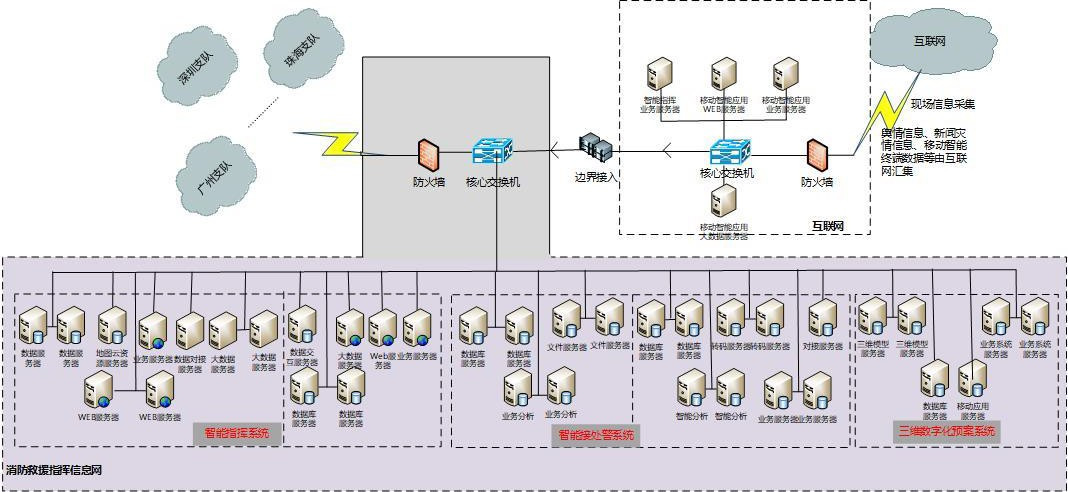 深圳支队
珠海支队
广州支队
互联网
现场信息采集
舆情信息、新闻灾
情信息、移动智能
终端数据等由互联
网汇集
智能指挥
业务服务器
移动智能应用
WEB服务器
移动智能应用
业务服务器
防火墙
核心交换机
边界接入
核心交换机
防火墙
移动智能应用
大数据服务器
互联网
数据服
务器
数据服
务器
地图云资
源服务器
业务服务器
数据对接
服务器
大数据
服务器
大数据
服务器
WEB服务器
WEB服务器
数据交
互服务器
大数据
服务器
Web服
务器
业务服务器
数据库
服务器
数据库
服务器
智能指挥系统
数据库
服务器
数据库
服务器
文件服务器
文件服务器
业务分析
业务分析
数据库
服务器
数据库
服务器
转码服务器
转码服务器
对接服务器
智能分析
智能分析
业务服务器
业务服务器
智能接处警系统
三维模型
服务器
三维模型
服务器
业务系统
服务器
业务系统
服务器
数据库
服务器
移动应用
服务器
三维数字化预案系统
消防救援指挥信息网